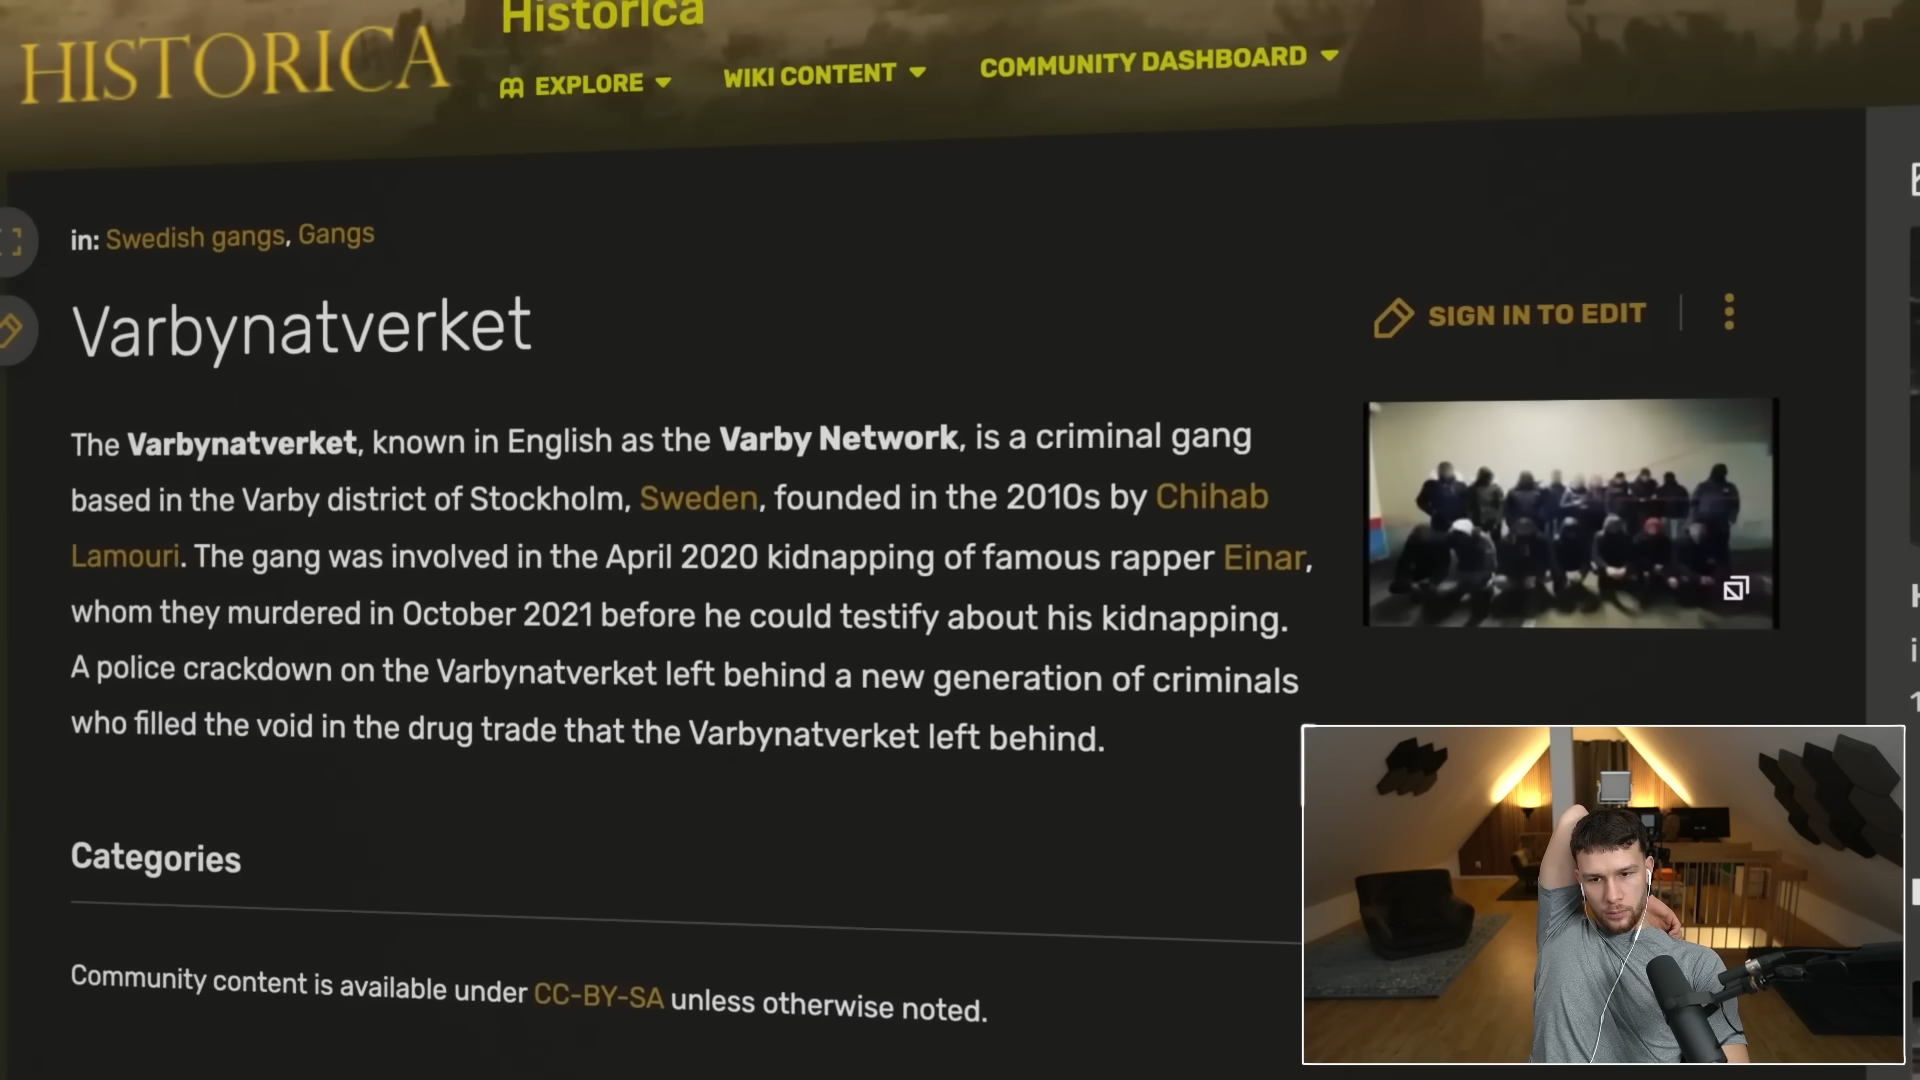 HISTORICA
Historica
EXPLORE
WIKI CONTENT
COMMUNITY DASHBOARD
in: Swedish gangs, Gangs
Varbynatverket
SIGN IN TO EDIT
The Varbynatverket, known in English as the Varby Network, is a criminal gang
based in the Varby district of Stockholm, Sweden, founded in the 2010s by Chihab
Lamouri. The gang was involved in the April 2020 kidnapping of famous rapper Einar,
whom they murdered in October 2021 before he could testify about his kidnapping.
A police crackdown on the Varbynatverket left behind a new generation of criminals
who filled the void in the drug trade that the Varbynatverket left behind.
Categories
Community content is available under CC-BY-SA unless otherwise noted.